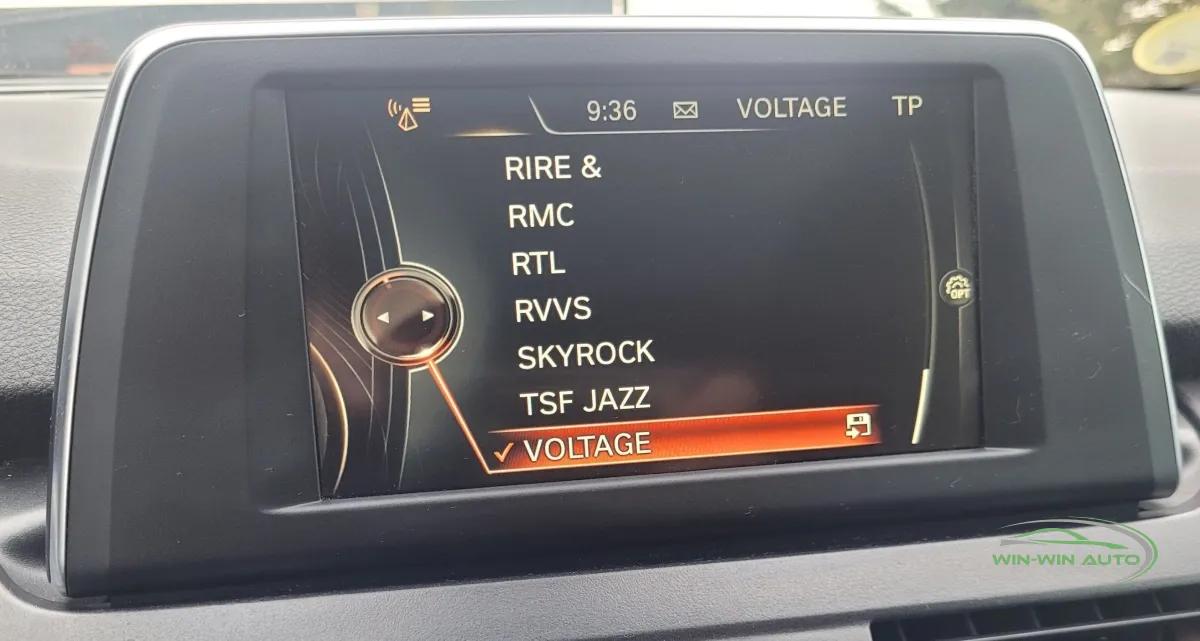 9:36 VOLTAGE TP
RIRE &
RMC
RTL
RVVS
SKYROCK
TSF JAZZ
VOLTAGE
OPT
WIN-WIN AUTO